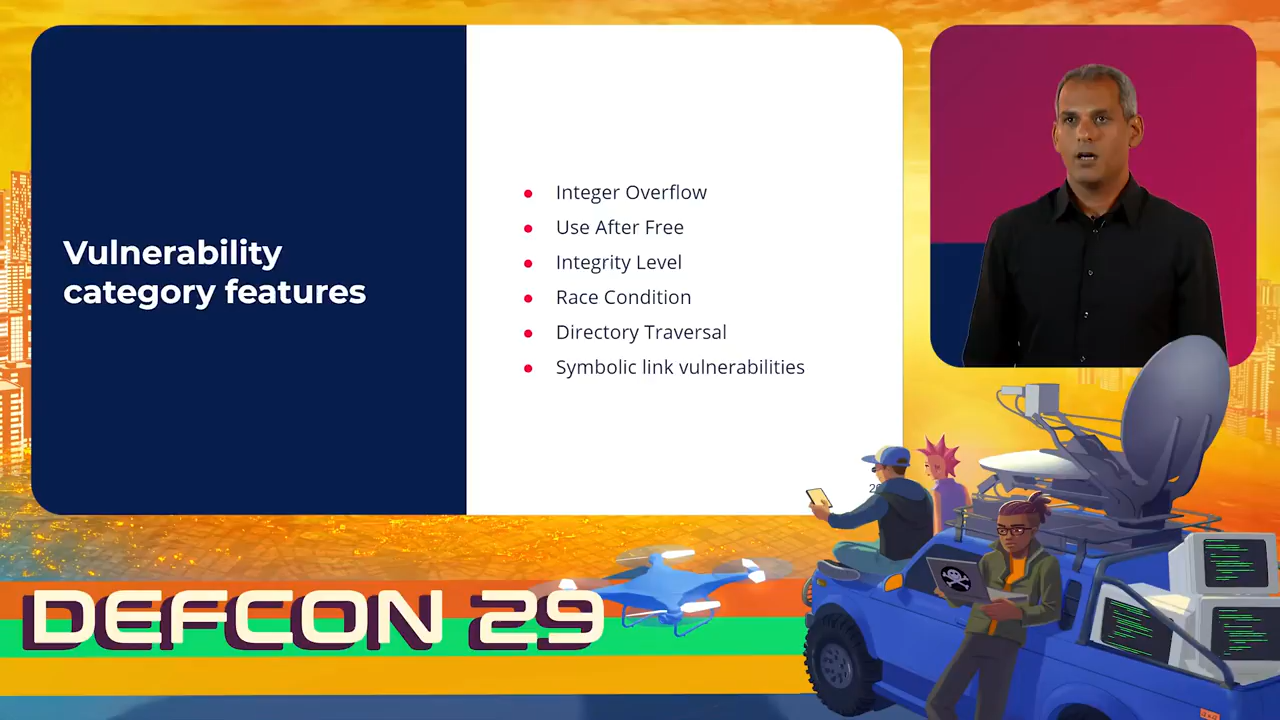 Vulnerability
category features
Integer Overflow
Use After Free
Integrity Level
Race Condition
Directory Traversal
Symbolic link vulnerabilities
DEFCON 29